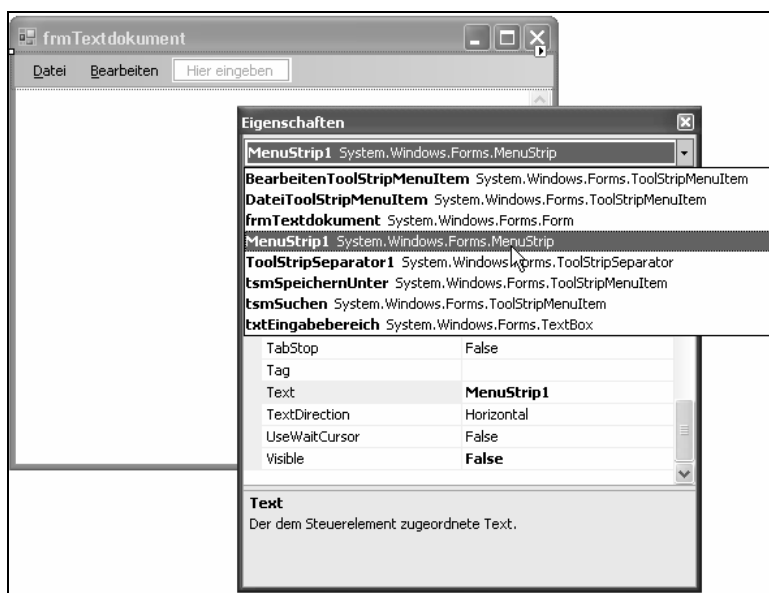 frmTextdokument
Datei Bearbeiten Hier eingeben
Eigenschaften
MenuStrip1 System.Windows.Forms.MenuStrip
BearbeitenToolStripMenuItem System.Windows.Forms.ToolStripMenuItem
DateiToolStripMenuItem System.Windows.Forms.ToolStripMenuItem
frmTextdokument System.Windows.Forms.Form
MenuStrip1 System.Windows.Forms.MenuStrip
ToolStripSeparator1 System.Windows.Forms.ToolStripSeparator
tsmSpeichernUnter System.Windows.Forms.ToolStripMenuItem
tsmSuchen System.Windows.Forms.ToolStripMenuItem
txtEingabebereich System.Windows.Forms.TextBox
TabStop False
Tag
Text MenuStrip1
TextDirection Horizontal
UseWaitCursor False
Visible False
Text
Der dem Steuerelement zugeordnete Text.